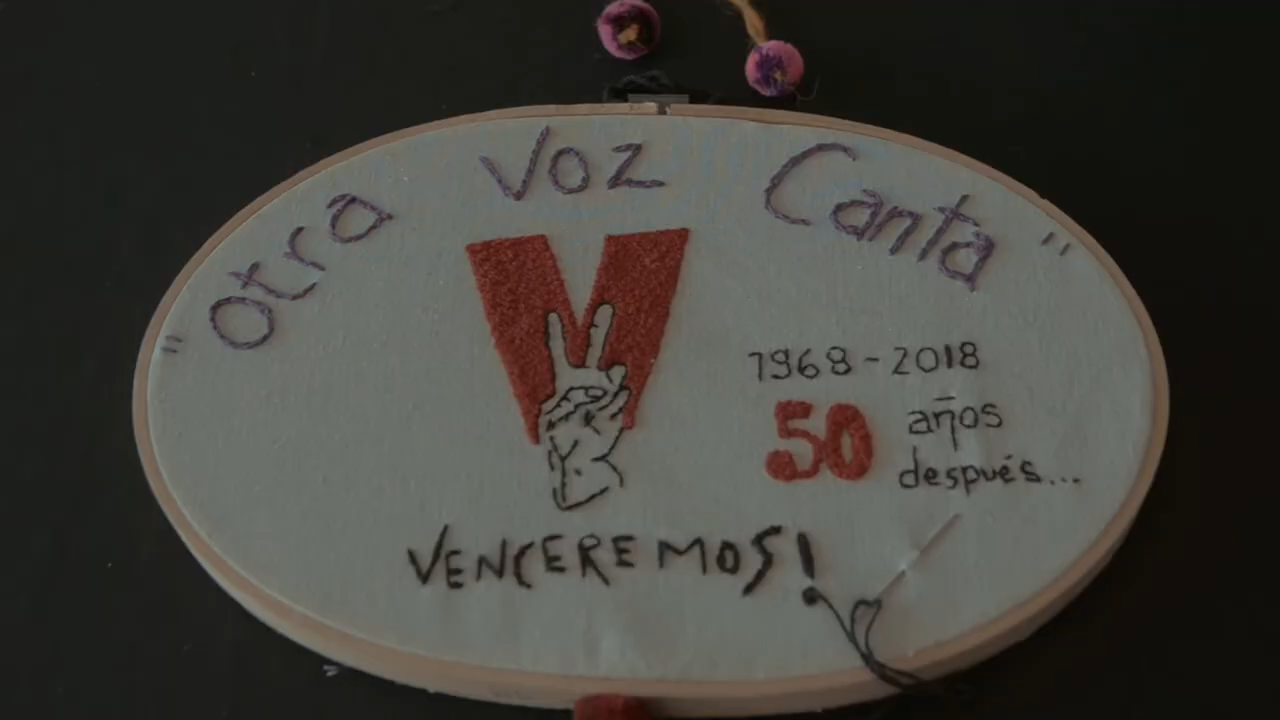 "Otra Voz Canta"
V
1968-2018
50 años
después...
VENCEREMOS!